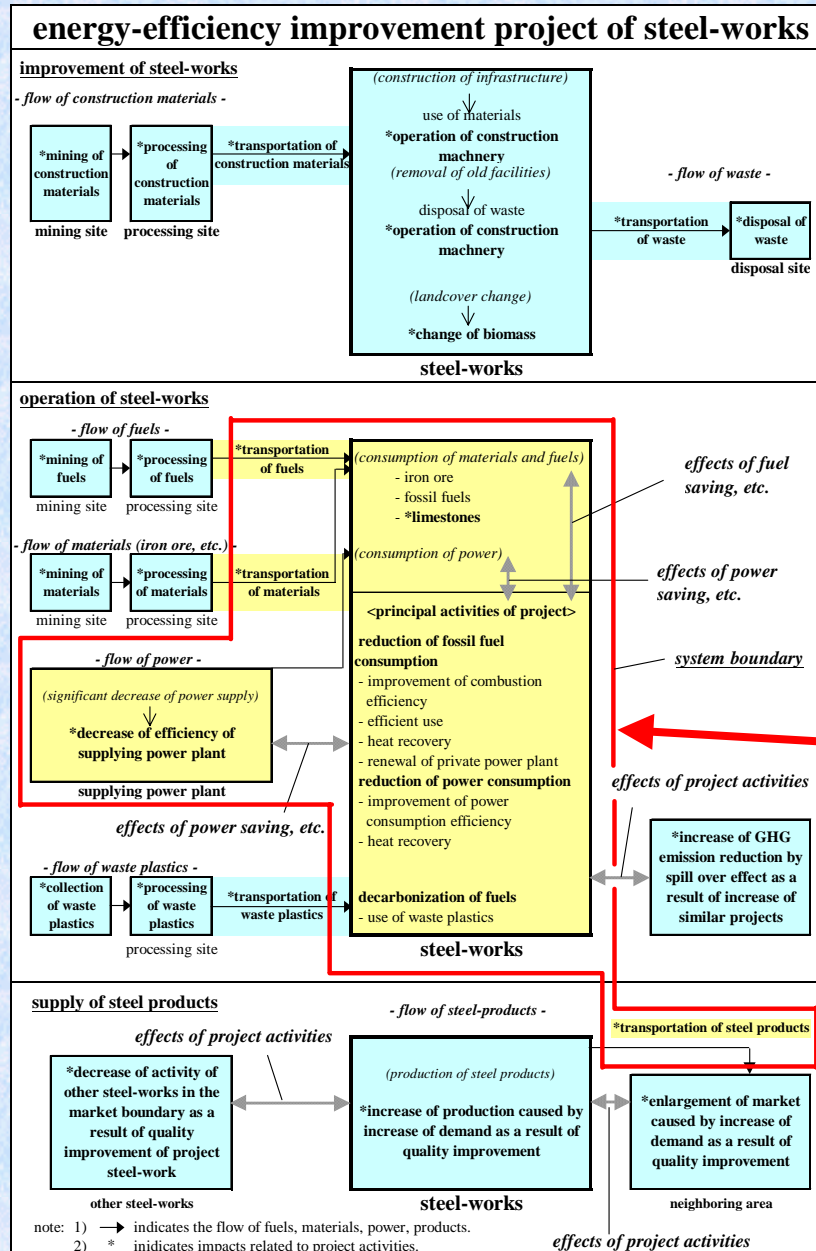 energy-efficiency improvement project of steel-works
improvement of steel-works
- flow of construction materials -
*mining of
construction
materials
mining site
*processing
of
construction
materials
processing site
*transportation of
construction materials
(construction of infrastructure)
use of materials
*operation of construction
machnery
(removal of old facilities)
disposal of waste
*operation of construction
machnery
(landcover change)
*change of biomass
steel-works
- flow of waste -
*transportation
of waste
*disposal of
waste
disposal site
operation of steel-works
- flow of fuels -
*mining of
fuels
mining site
*processing
of fuels
processing site
*transportation
of fuels
- flow of materials (iron ore, etc.) -
*mining of
materials
mining site
*processing
of materials
processing site
*transportation
of materials
(consumption of materials and fuels)
- iron ore
- fossil fuels
- *limestones
(consumption of power)
effects of fuel
saving, etc.
effects of power
saving, etc.
<principal activities of project>
reduction of fossil fuel
consumption
- improvement of combustion
efficiency
- efficient use
- heat recovery
- renewal of private power plant
reduction of power consumption
- improvement of power
consumption efficiency
- heat recovery
decarbonization of fuels
- use of waste plastics
steel-works
- flow of power -
(significant decrease of power supply)
*decrease of efficiency of
supplying power plant
supplying power plant
effects of power saving, etc.
system boundary
effects of project activities
*increase of GHG
emission reduction by
spill over effect as a
result of increase of
similar projects
- flow of waste plastics -
*collection
of waste
plastics
*processing
of waste
plastics
processing site
*transportation of
waste plastics
supply of steel products
- flow of steel-products -
effects of project activities
*transportation of steel products
*decrease of activity of
other steel-works in the
market boundary as a
result of quality
improvement of project
steel-work
other steel-works
(production of steel products)
*increase of production caused by
increase of demand as a result of
quality improvement
steel-works
*enlargement of market
caused by increase of
demand as a result of
quality improvement
neighboring area
effects of project activities
note: 1) → indicates the flow of fuels, materials, power, products.
2) * inidicates impacts related to project activities.